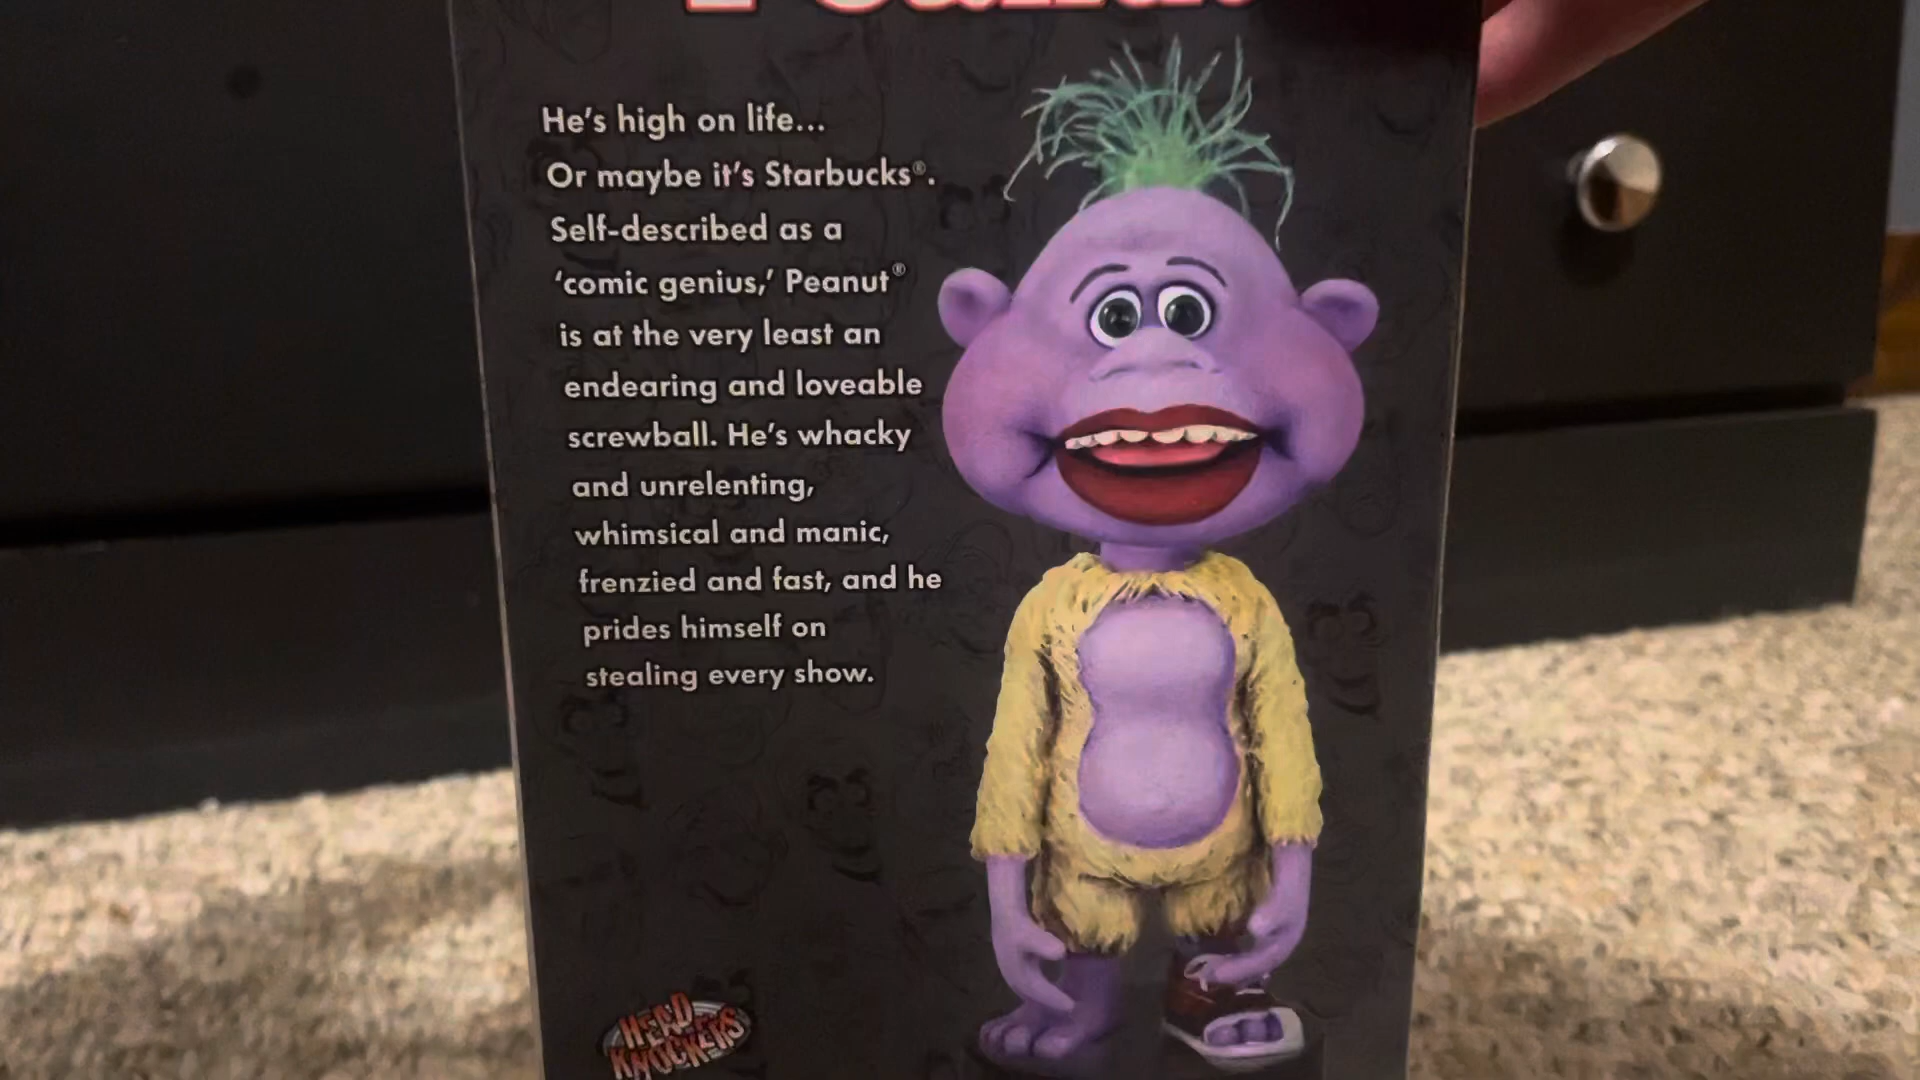 Peanut
He's high on life...
Or maybe it's Starbucks®.
Self-described as a
'comic genius,' Peanut®
is at the very least an
endearing and loveable
screwball. He's whacky
and unrelenting,
whimsical and manic,
frenzied and fast, and he
prides himself on
stealing every show.
HEAD
KNOCKERS